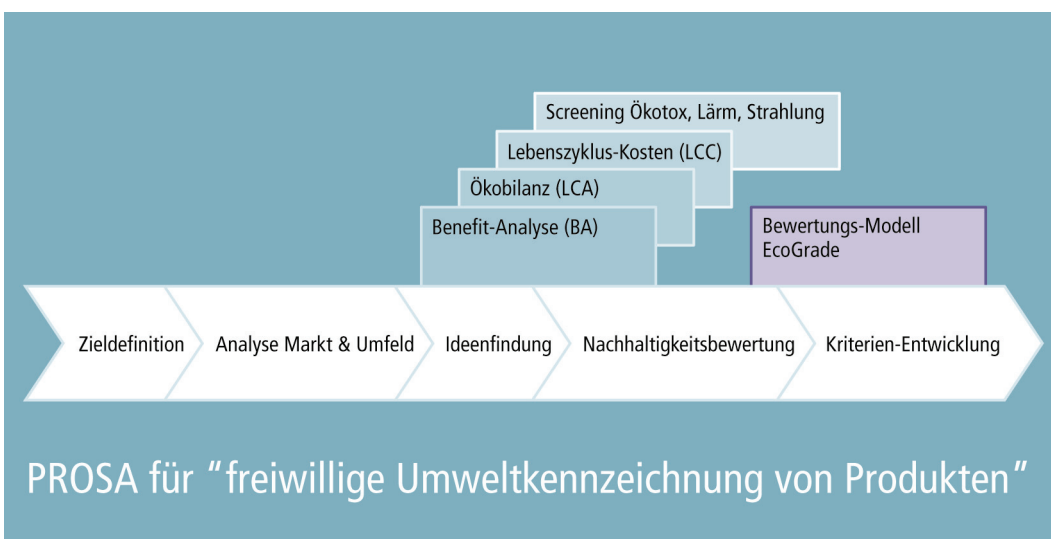 Screening Ökotox, Lärm, Strahlung
Lebenszyklus-Kosten (LCC)
Ökobilanz (LCA)
Benefit-Analyse (BA)
Bewertungs-Modell
EcoGrade
Zieldefinition
Analyse Markt & Umfeld
Ideenfindung
Nachhaltigkeitsbewertung
Kriterien-Entwicklung
PROSA für “freiwillige Umweltkennzeichnung von Produkten”